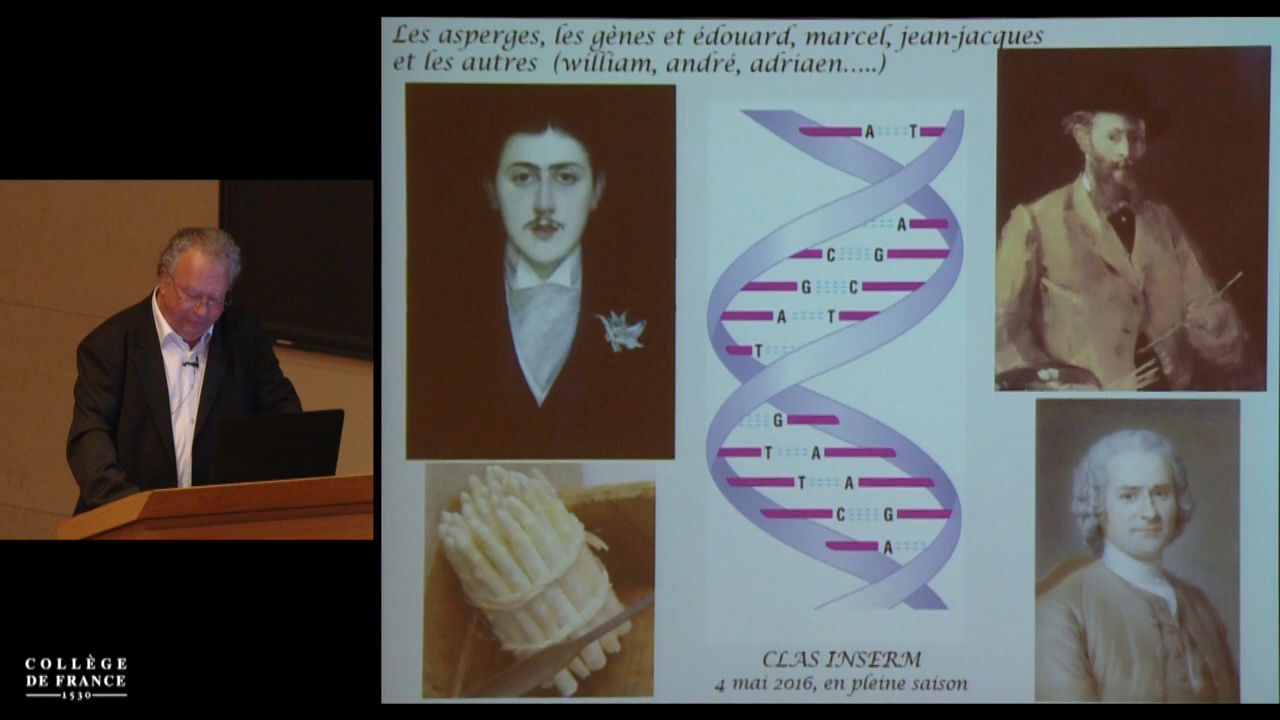 Les asperges, les gènes et édouard, marcel, jean-jacques
et les autres (william, andré, adriaen.....)
A T
A
C G
G C
A T
T
G
T A
T A
C G
A
CLAS INSERM
4 mai 2016, en pleine saison
COLLÈGE
DE FRANCE
1530